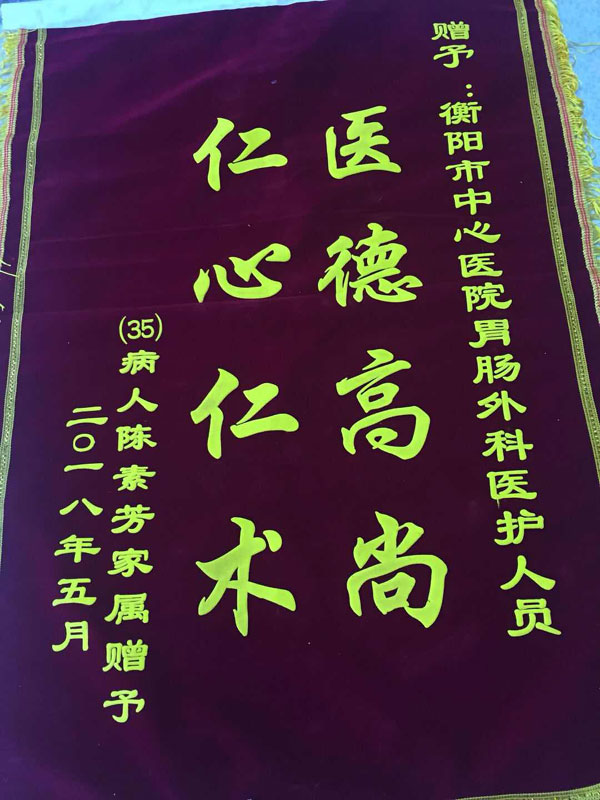 赠予：衡阳市中心医院胃肠外科医护人员
医德高尚
仁心仁术
(35)病人陈素芳家属赠予
二〇一八年五月